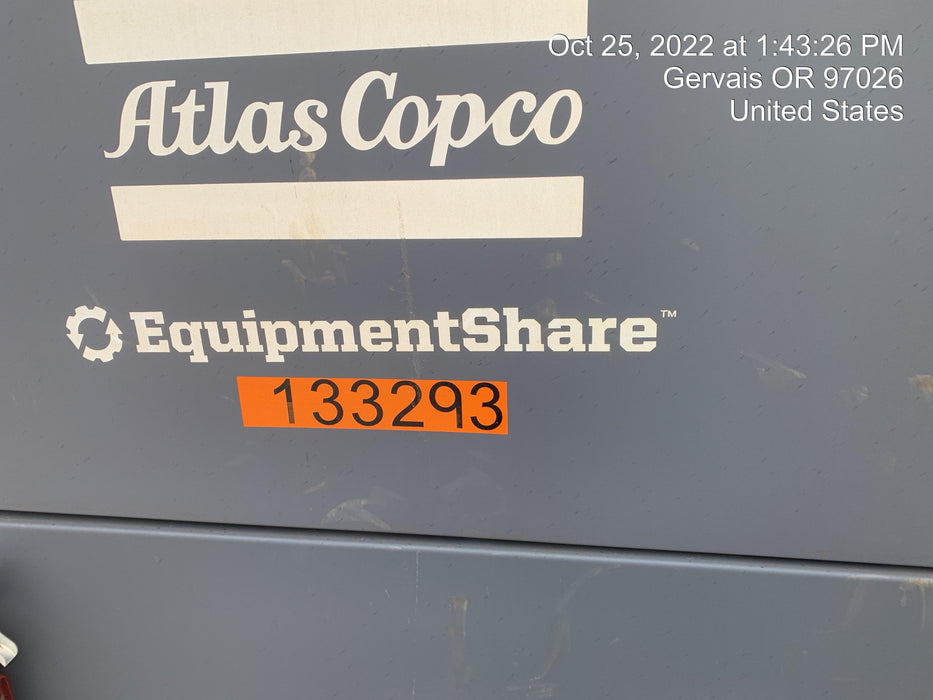 Oct 25, 2022 at 1:43:26 PM
Gervais OR 97026
United States
Atlas Copco
EquipmentShare™
133293